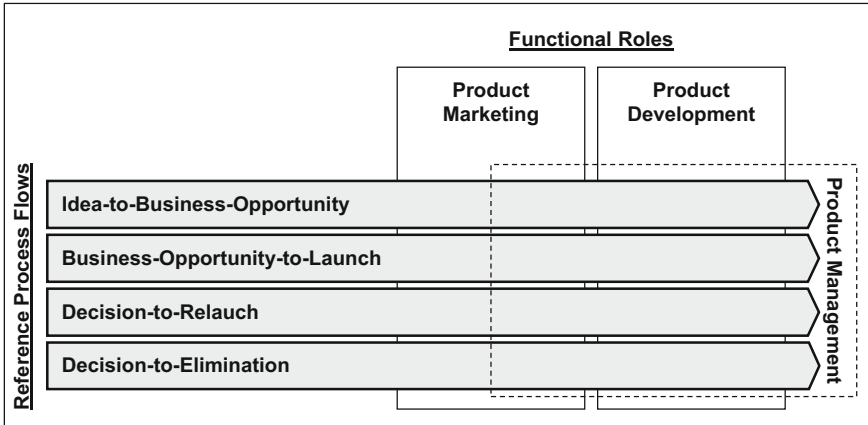 Functional Roles
Product
Marketing
Product
Development
Reference Process Flows
Idea-to-Business-Opportunity
Business-Opportunity-to-Launch
Decision-to-Relauch
Decision-to-Elimination
Product Management